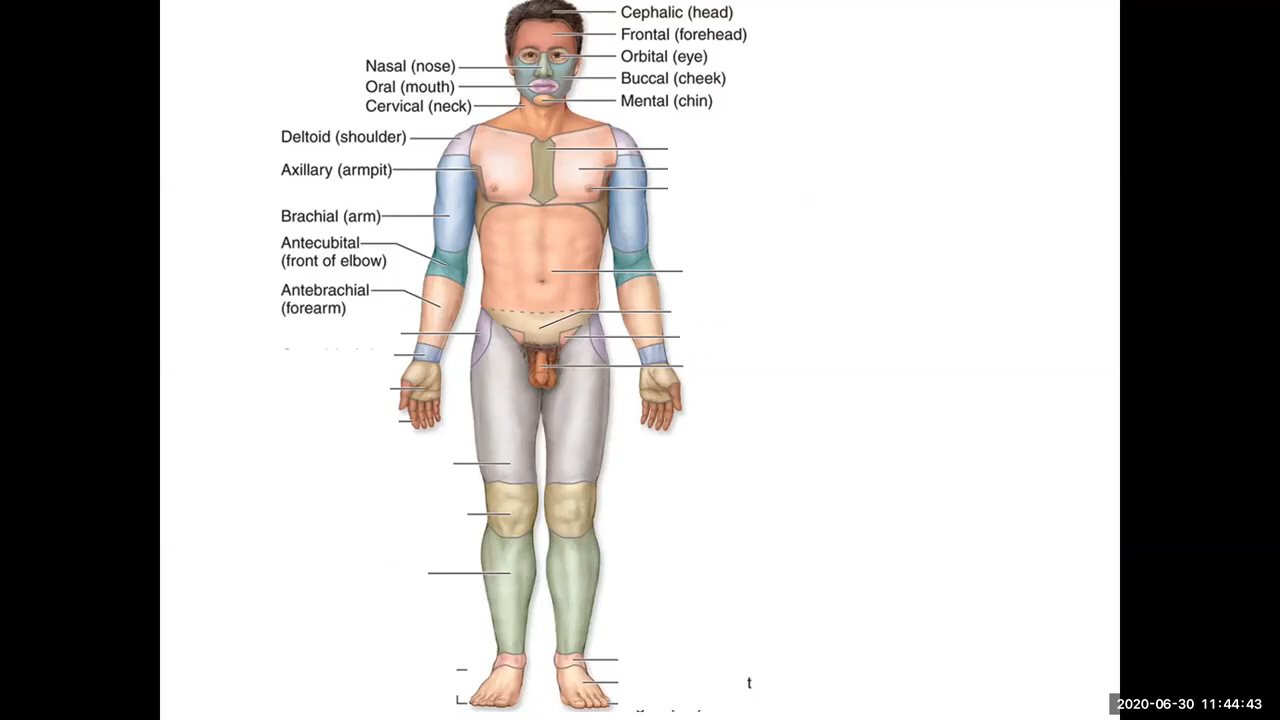 Cephalic (head)
Frontal (forehead)
Orbital (eye)
Buccal (cheek)
Mental (chin)
Nasal (nose)
Oral (mouth)
Cervical (neck)
Deltoid (shoulder)
Axillary (armpit)
Brachial (arm)
Antecubital
(front of elbow)
Antebrachial
(forearm)
t
2020-06-30 11:44:43